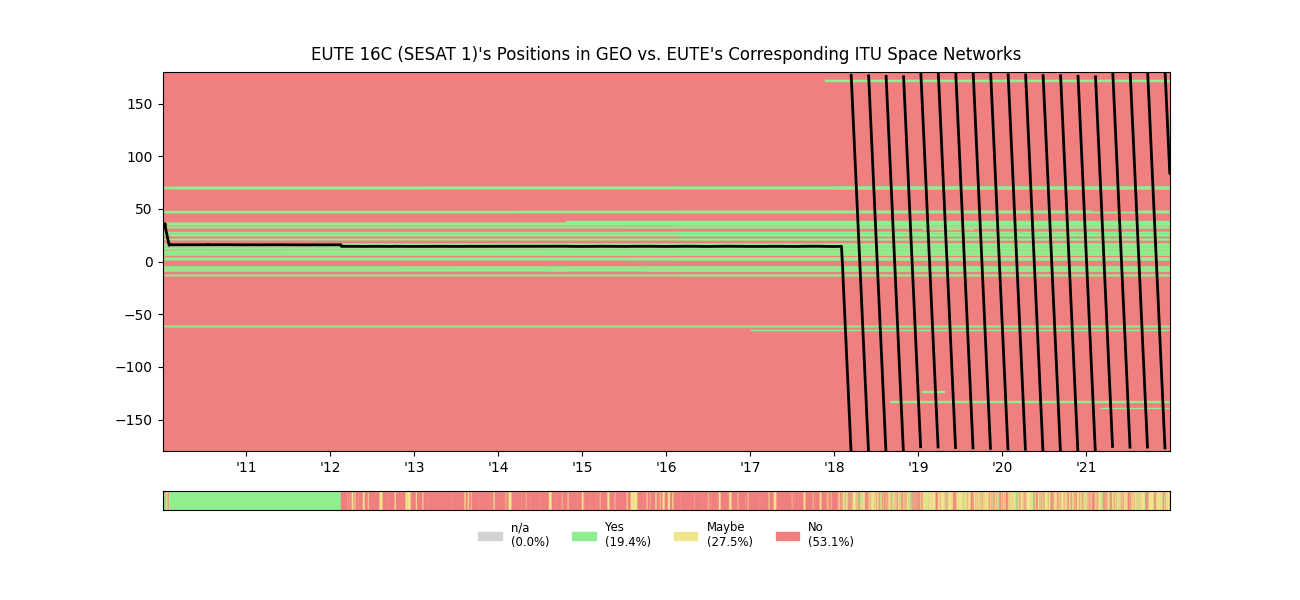 EUTE 16C (SESAT 1)'s Positions in GEO vs. EUTE's Corresponding ITU Space Networks
150
100
50
0
−50
−100
−150
'11 '12 '13 '14 '15 '16 '17 '18 '19 '20 '21
n/a Yes Maybe No
(0.0%) (19.4%) (27.5%) (53.1%)